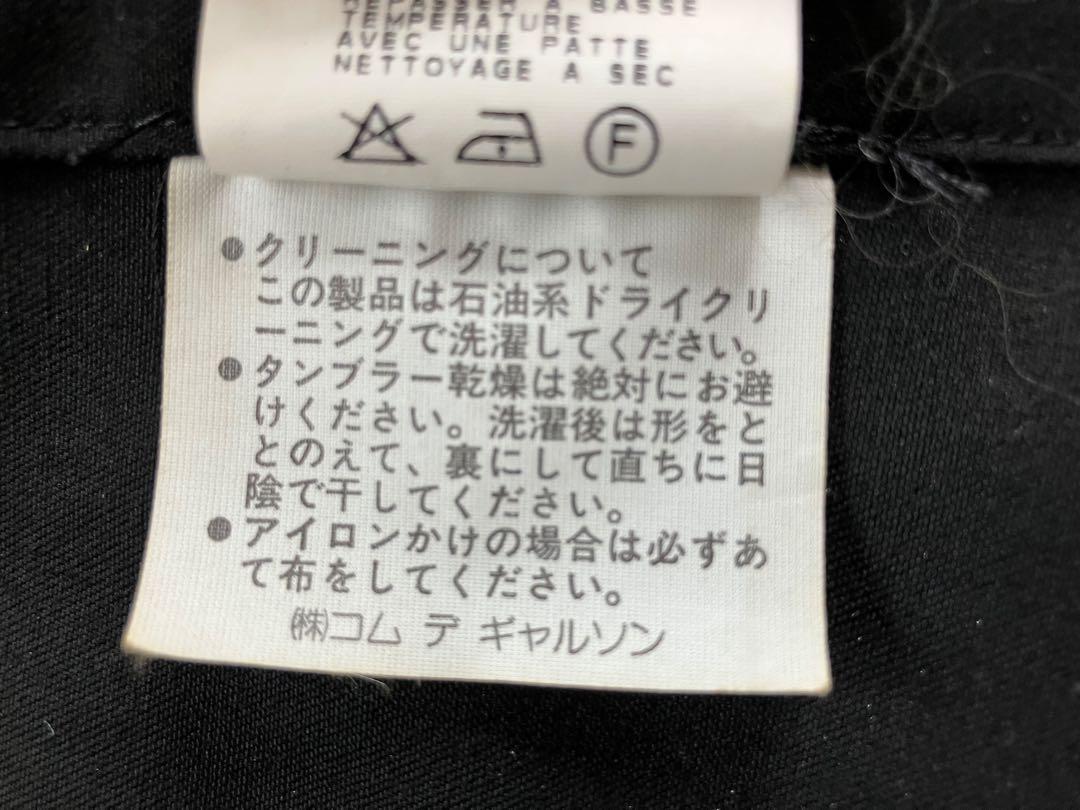 REPASSER A BASSE
TEMPERATURE
AVEC UNE PATTE
NETTOYAGE A SEC
F
●クリーニングについて
この製品は石油系ドライクリ
ーニングで洗濯してください。
●タンブラー乾燥は絶対にお避
けください。洗濯後は形をと
とのえて、裏にして直ちに日
陰で干してください。
●アイロンかけの場合は必ずあ
て布をしてください。
㈱コム デ ギャルソン